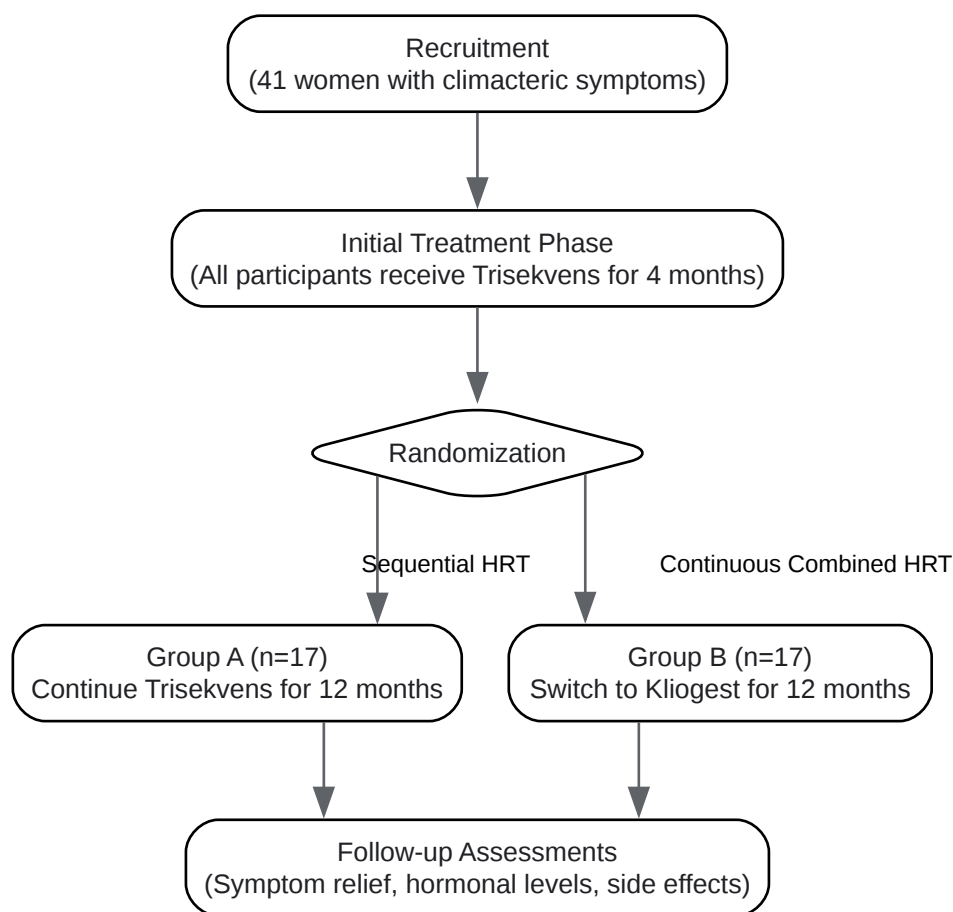 Recruitment
(41 women with climacteric symptoms)
Initial Treatment Phase
(All participants receive Trisekvens for 4 months)
Randomization
Sequential HRT
Continuous Combined HRT
Group A (n=17)
Continue Trisekvens for 12 months
Group B (n=17)
Switch to Kliogest for 12 months
Follow-up Assessments
(Symptom relief, hormonal levels, side effects)